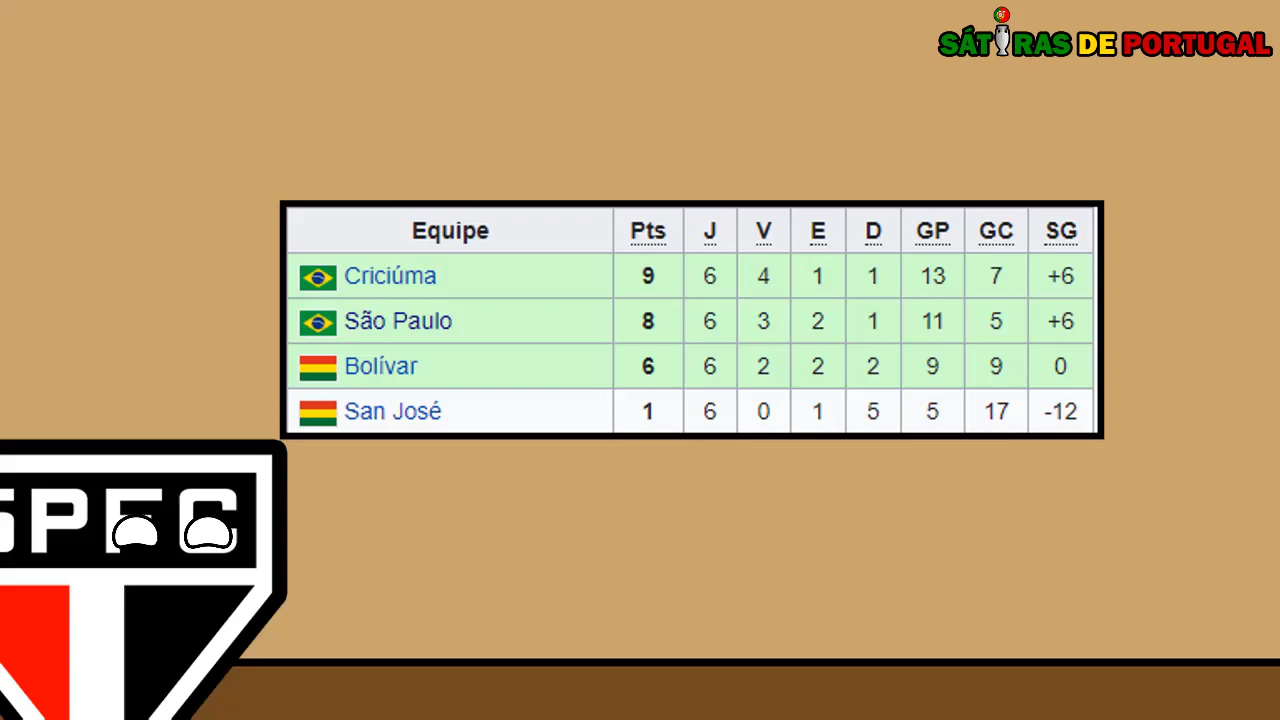 SÁTIRAS DE PORTUGAL
Equipe Pts J V E D GP GC SG
Criciúma 9 6 4 1 1 13 7 +6
São Paulo 8 6 3 2 1 11 5 +6
Bolívar 6 6 2 2 2 9 9 0
San José 1 6 0 1 5 5 17 -12
SPFC